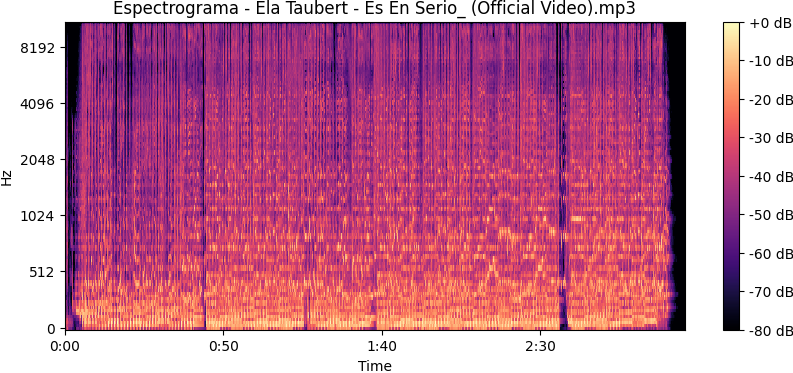 Espectrograma - Ela Taubert - Es En Serio_ (Official Video).mp3
8192
4096
2048
1024
512
0
Hz
0:00
0:50
1:40
2:30
Time
+0 dB
-10 dB
-20 dB
-30 dB
-40 dB
-50 dB
-60 dB
-70 dB
-80 dB